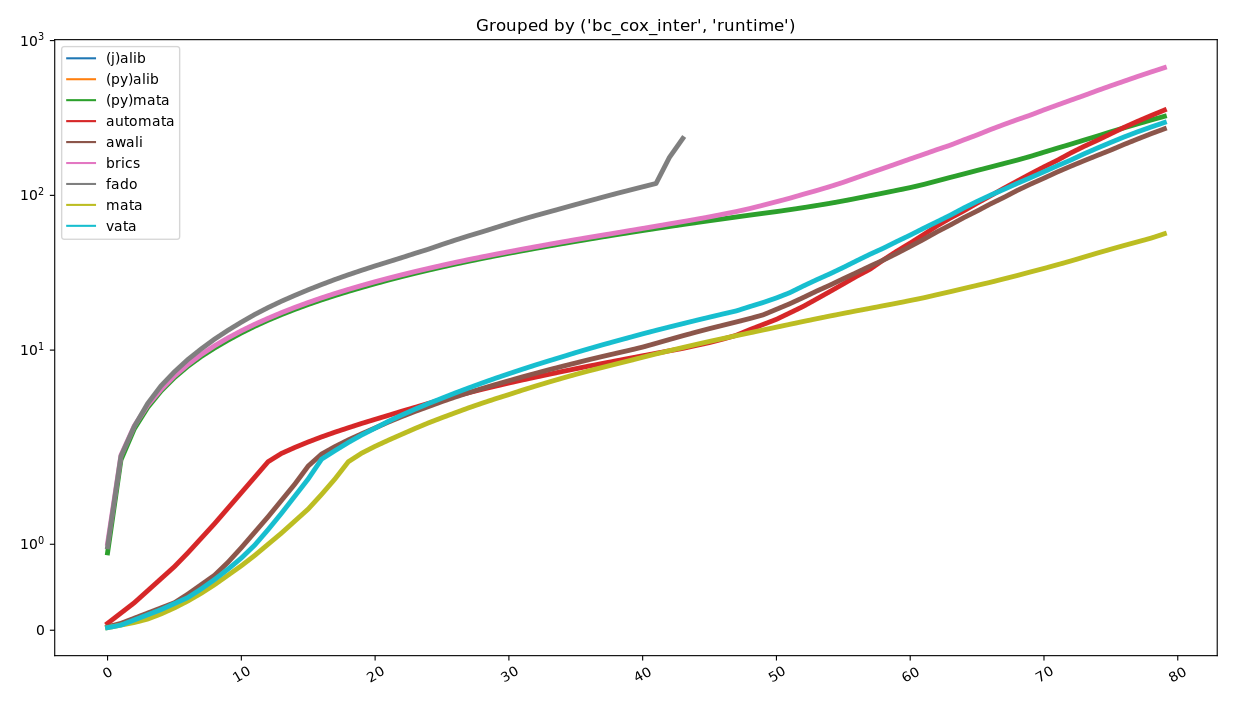 Grouped by ('bc_cox_inter', 'runtime')
10³
10²
10¹
10⁰
0
(j)alib
(py)alib
(py)mata
automata
awali
brics
fado
mata
vata
0
10
20
30
40
50
60
70
80